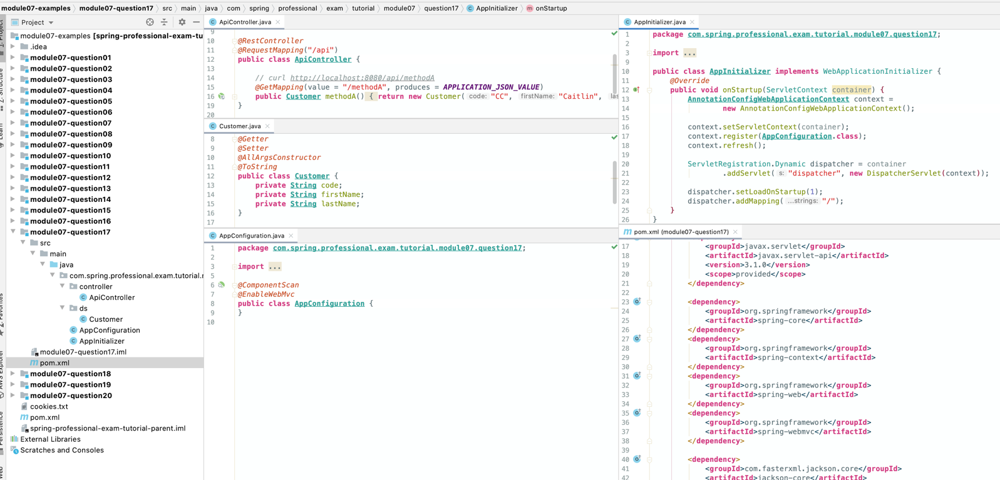 module07-examples › module07-question17 › src › main › java › com › spring › professional › exam › tutorial › module07 › question17 › AppInitializer › onStartup
Project
module07-examples [spring-professional-exam-tu
.idea
module07-question01
module07-question02
module07-question03
module07-question04
module07-question05
module07-question06
module07-question07
module07-question08
module07-question09
module07-question10
module07-question11
module07-question12
module07-question13
module07-question14
module07-question15
module07-question16
module07-question17
src
main
java
com.spring.professional.exam.tutorial.r
controller
ApiController
ds
Customer
AppConfiguration
AppInitializer
module07-question17.iml
pom.xml
module07-question18
module07-question19
module07-question20
cookies.txt
pom.xml
spring-professional-exam-tutorial-parent.iml
External Libraries
Scratches and Consoles
1: Project
Z: Structure
Learn
2: Favorites
AWS Explorer
Persistence
Web
ApiController.java
9
10 @RestController
11 @RequestMapping("/api")
12 public class ApiController {
13
14 // curl http://localhost:8080/api/methodA
15 @GetMapping(value = "/methodA", produces = APPLICATION_JSON_VALUE)
16 public Customer methodA() { return new Customer( code: "CC", firstName: "Caitlin", las
19 }
20
Customer.java
8 @Getter
9 @Setter
10 @AllArgsConstructor
11 @ToString
12 public class Customer {
13 private String code;
14 private String firstName;
15 private String lastName;
16 }
17
AppConfiguration.java
1 package com.spring.professional.exam.tutorial.module07.question17;
2
3 import ...
5
6 @ComponentScan
7 @EnableWebMvc
8 public class AppConfiguration {
9 }
10
AppInitializer.java
1 package com.spring.professional.exam.tutorial.module07.question17;
2
3 import ...
9
10 public class AppInitializer implements WebApplicationInitializer {
11 @Override
12 public void onStartup(ServletContext container) {
13 AnnotationConfigWebApplicationContext context =
14 new AnnotationConfigWebApplicationContext();
15
16 context.setServletContext(container);
17 context.register(AppConfiguration.class);
18 context.refresh();
19
20 ServletRegistration.Dynamic dispatcher = container
21 .addServlet( s: "dispatcher", new DispatcherServlet(context));
22
23 dispatcher.setLoadOnStartup(1);
24 dispatcher.addMapping( ...strings: "/");
25 }
26 }
pom.xml (module07-question17)
17 <groupId>javax.servlet</groupId>
18 <artifactId>javax.servlet-api</artifactId>
19 <version>3.1.0</version>
20 <scope>provided</scope>
21 </dependency>
22
23 <dependency>
24 <groupId>org.springframework</groupId>
25 <artifactId>spring-core</artifactId>
26 </dependency>
27 <dependency>
28 <groupId>org.springframework</groupId>
29 <artifactId>spring-context</artifactId>
30 </dependency>
31 <dependency>
32 <groupId>org.springframework</groupId>
33 <artifactId>spring-web</artifactId>
34 </dependency>
35 <dependency>
36 <groupId>org.springframework</groupId>
37 <artifactId>spring-webmvc</artifactId>
38 </dependency>
39
40 <dependency>
41 <groupId>com.fasterxml.jackson.core</groupId>
42 <artifactId>jackson-core</artifactId>